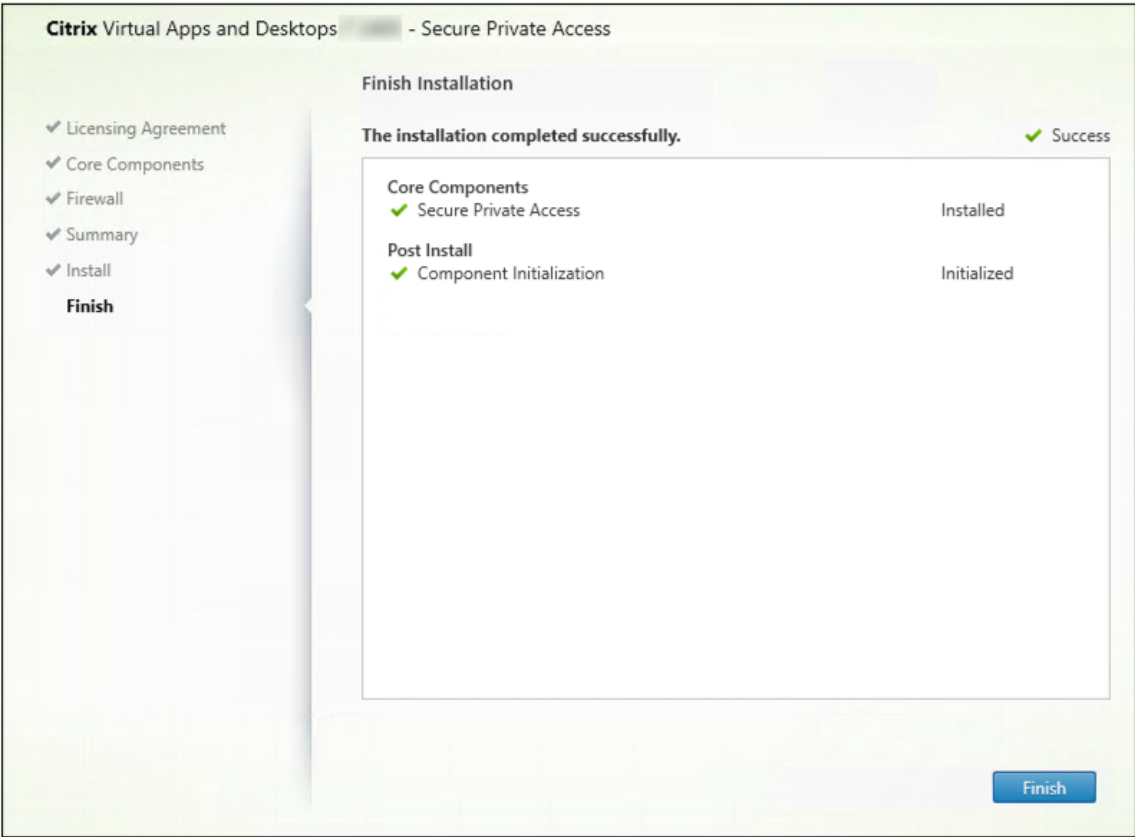 Citrix Virtual Apps and Desktops - Secure Private Access
Finish Installation
Licensing Agreement
Core Components
Firewall
Summary
Install
Finish
The installation completed successfully.
Success
Core Components
Secure Private Access Installed
Post Install
Component Initialization Initialized
Finish